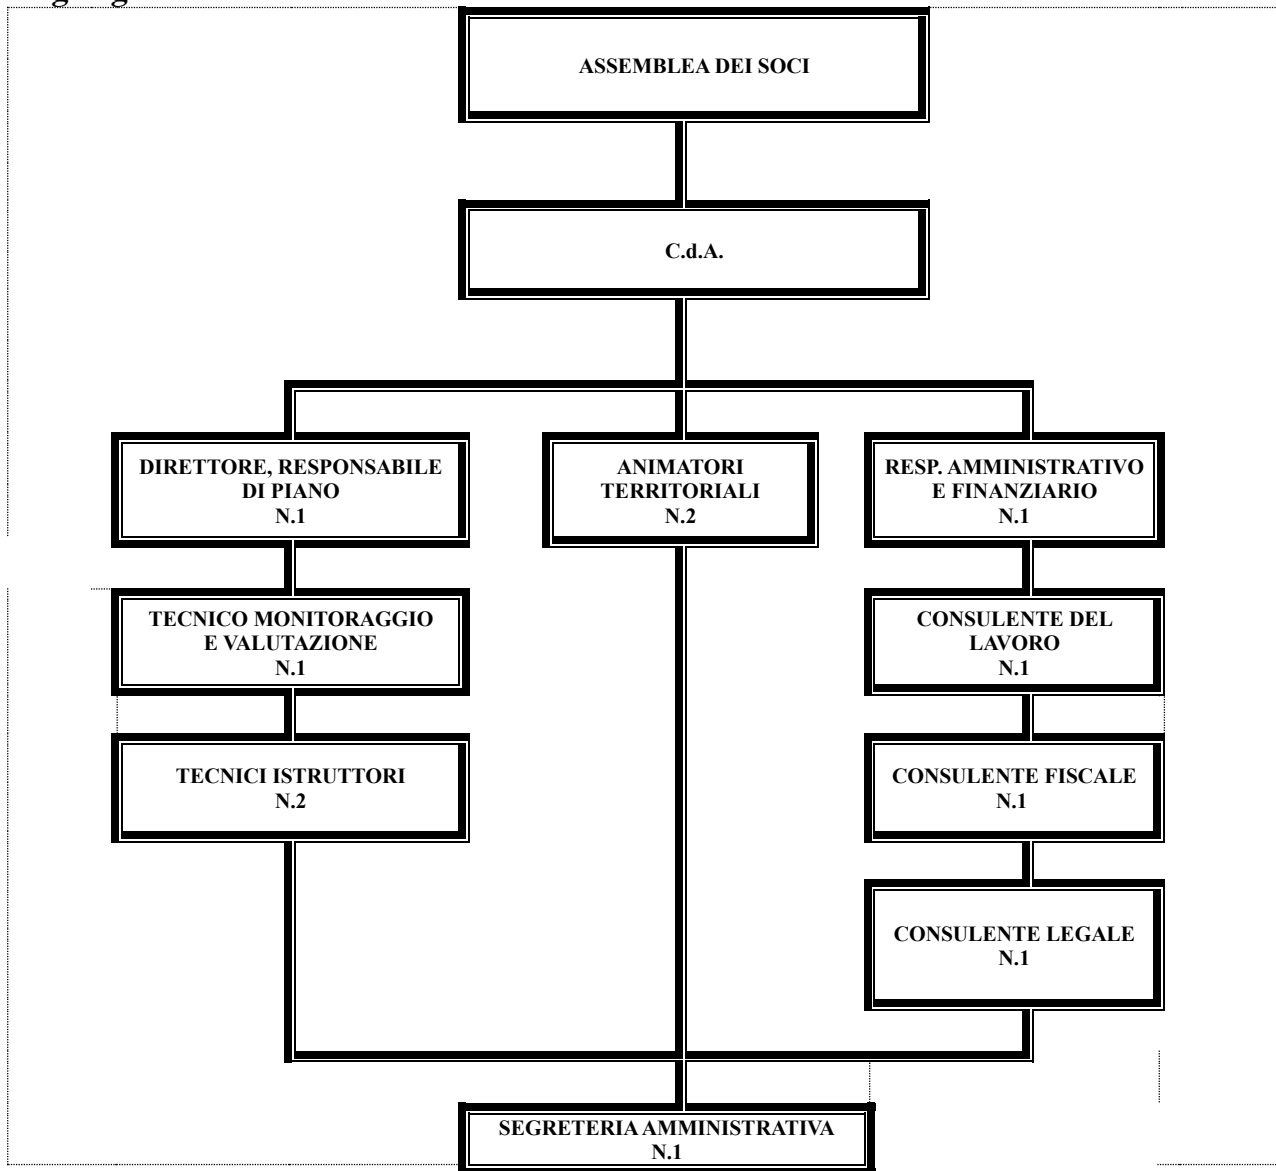 ASSEMBLEA DEI SOCI
C.d.A.
DIRETTORE, RESPONSABILE
DI PIANO
N.1
ANIMATORI
TERRITORIALI
N.2
RESP. AMMINISTRATIVO
E FINANZIARIO
N.1
TECNICO MONITORAGGIO
E VALUTAZIONE
N.1
CONSULENTE DEL
LAVORO
N.1
TECNICI ISTRUTTORI
N.2
CONSULENTE FISCALE
N.1
CONSULENTE LEGALE
N.1
SEGRETERIA AMMINISTRATIVA
N.1